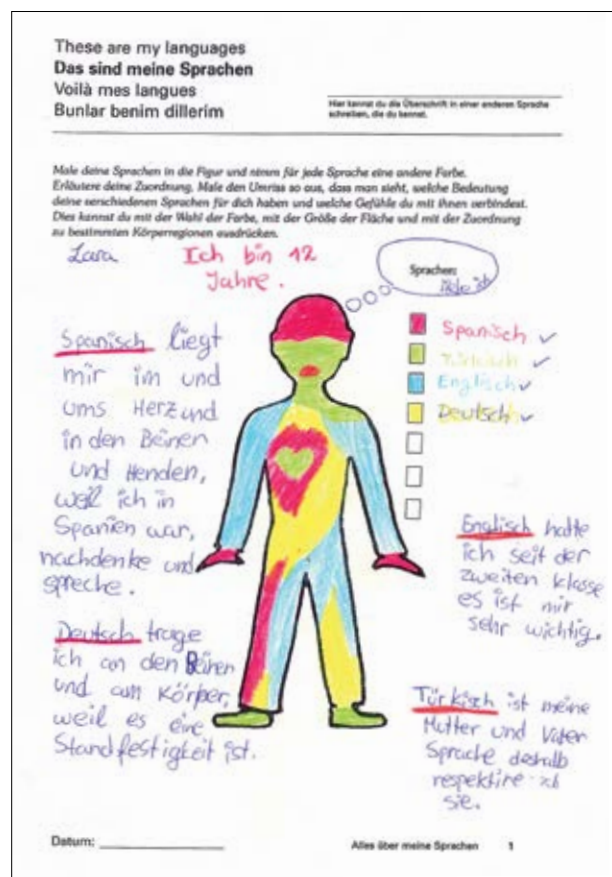 These are my languages
Das sind meine Sprachen
Voilà mes langues
Bunlar benim dillerim
Hier kannst du die Überschrift in einer anderen Sprache
schreiben, die du kannst.
Male deine Sprachen in die Figur und nimm für jede Sprache eine andere Farbe.
Erläutere deine Zuordnung. Male den Umriss so aus, dass man sieht, welche Bedeutung
deine verschiedenen Sprachen für dich haben und welche Gefühle du mit ihnen verbindest.
Dies kannst du mit der Wahl der Farbe, mit der Größe der Fläche und mit der Zuordnung
zu bestimmten Körperregionen ausdrücken.
Lara
Ich bin 12
Jahre.
Sprachen:
Spanisch ✓
Türkisch ✓
Englisch ✓
Deutsch ✓
Spanisch liegt
mir im und
ums Herz und
in den Beinen
und Henden,
weil ich in
Spanien war,
nachdenke und
spreche.
Deutsch trage
ich an den Beinen
und am Körper,
weil es eine
Standfestigkeit ist.
Englisch hatte
ich seit der
zweiten klasse
es ist mir
sehr wichtig.
Türkisch ist meine
Mutter und Vater
Sprache deshalb
respektire ich
sie.
Datum:
Alles über meine Sprachen 1